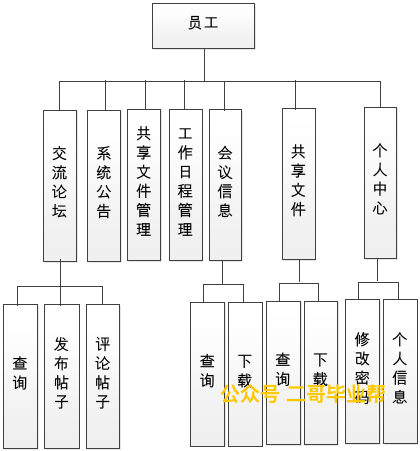 员工
交流论坛
系统公告
共享文件管理
工作日程管理
会议信息
共享文件
个人中心
查询
发布帖子
评论帖子
查询
下载
查询
下载
修改密码
个人信息
公众号 二哥毕业帮